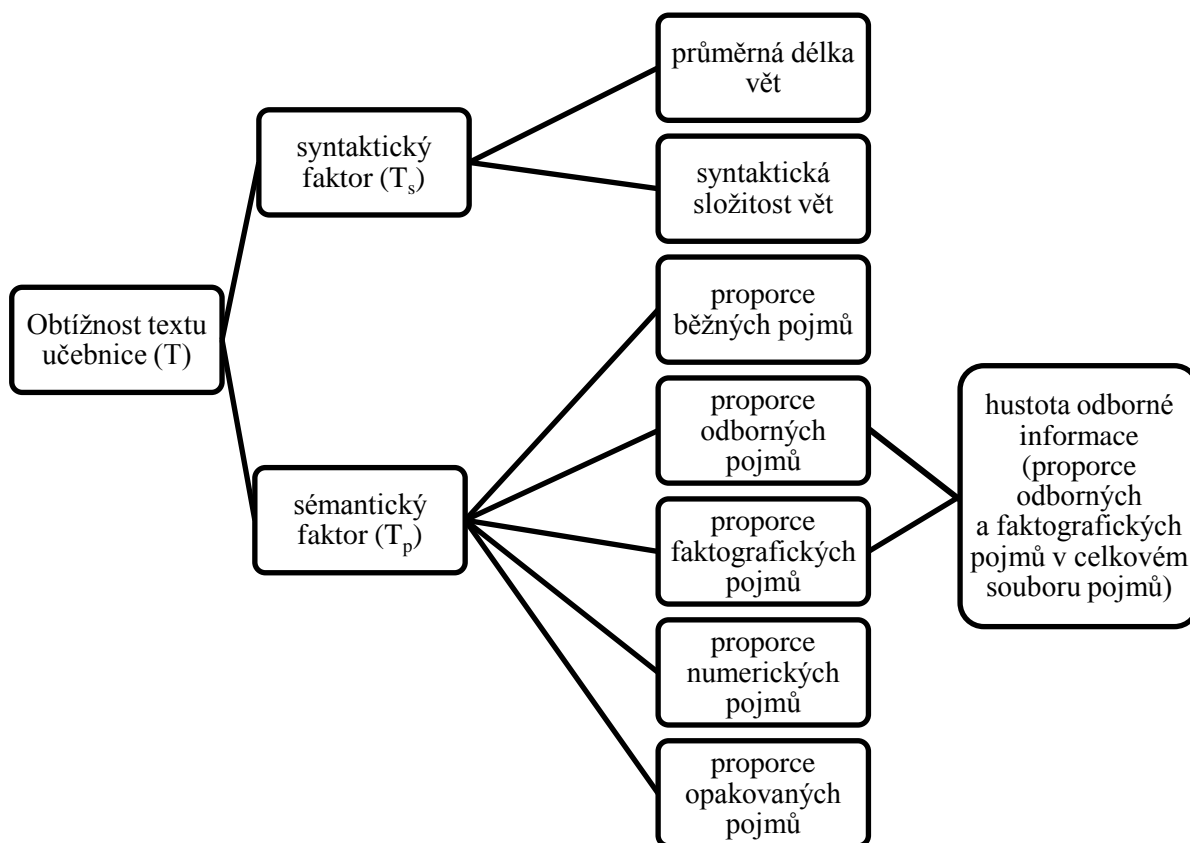 Obtížnost textu
učebnice (T)
syntaktický
faktor (Ts)
sémantický
faktor (Tp)
průměrná délka
vět
syntaktická
složitost vět
proporce
běžných pojmů
proporce
odborných
pojmů
proporce
faktografických
pojmů
proporce
numerických
pojmů
proporce
opakovaných
pojmů
hustota odborné
informace
(proporce
odborných
a faktografických
pojmů v celkovém
souboru pojmů)